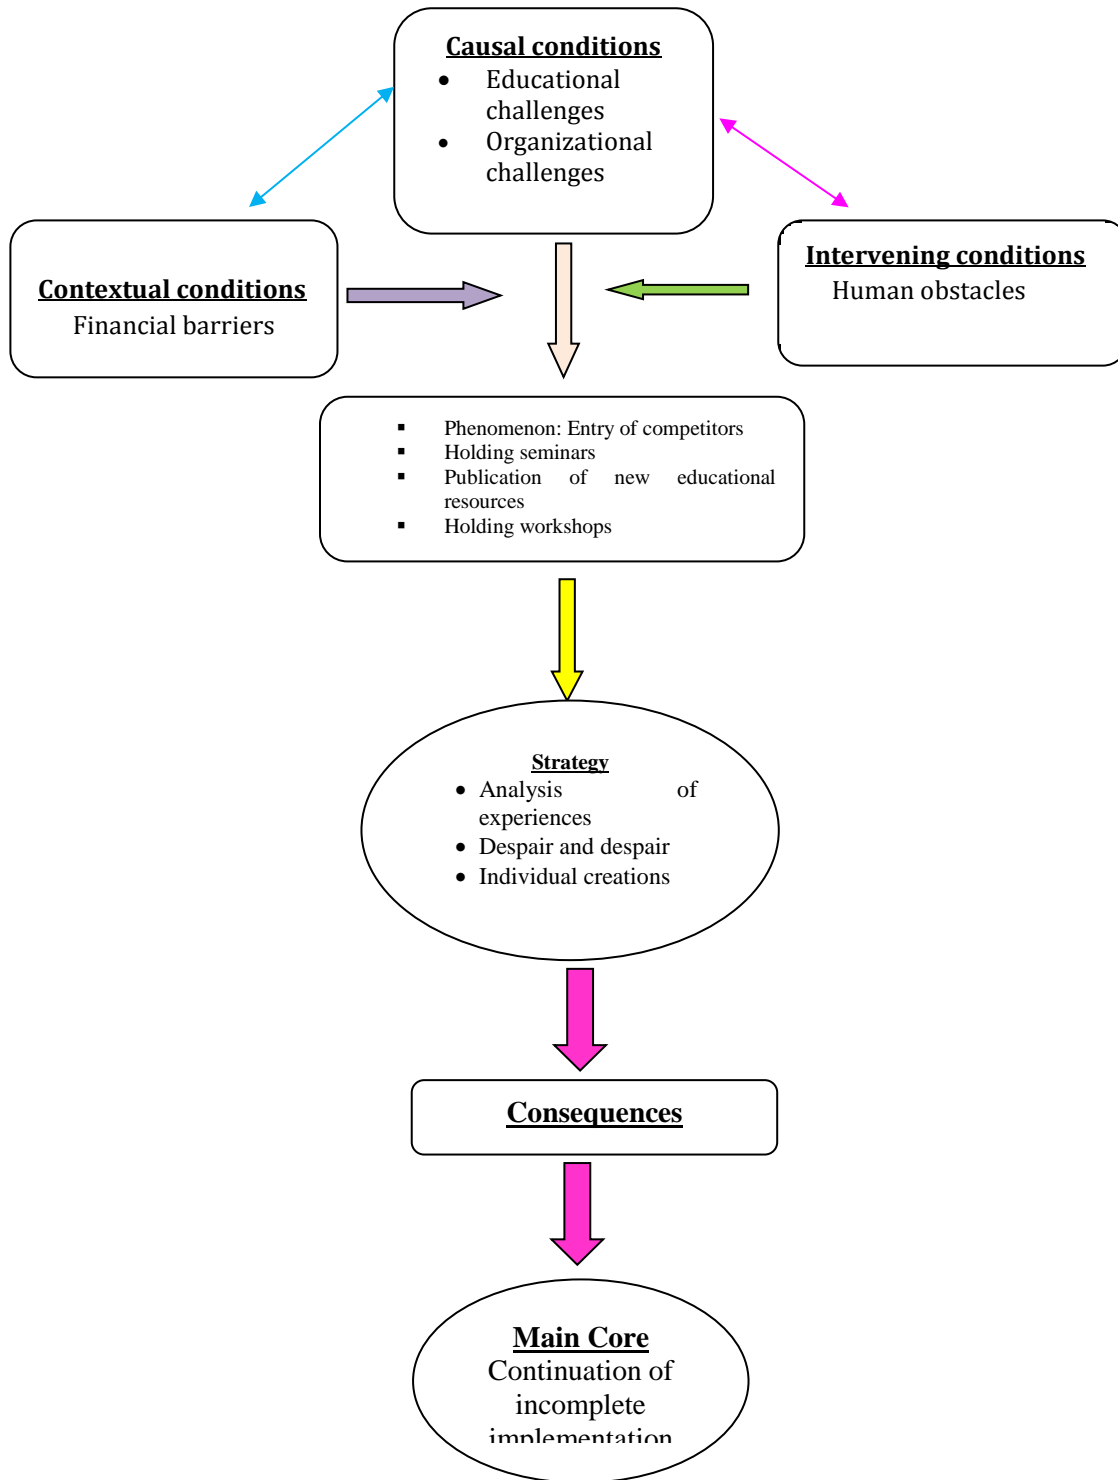 Causal conditions
• Educational
challenges
• Organizational
challenges
Contextual conditions
Financial barriers
Intervening conditions
Human obstacles
▪ Phenomenon: Entry of competitors
▪ Holding seminars
▪ Publication of new educational
resources
▪ Holding workshops
Strategy
• Analysis of
experiences
• Despair and despair
• Individual creations
Consequences
Main Core
Continuation of
incomplete
implementation